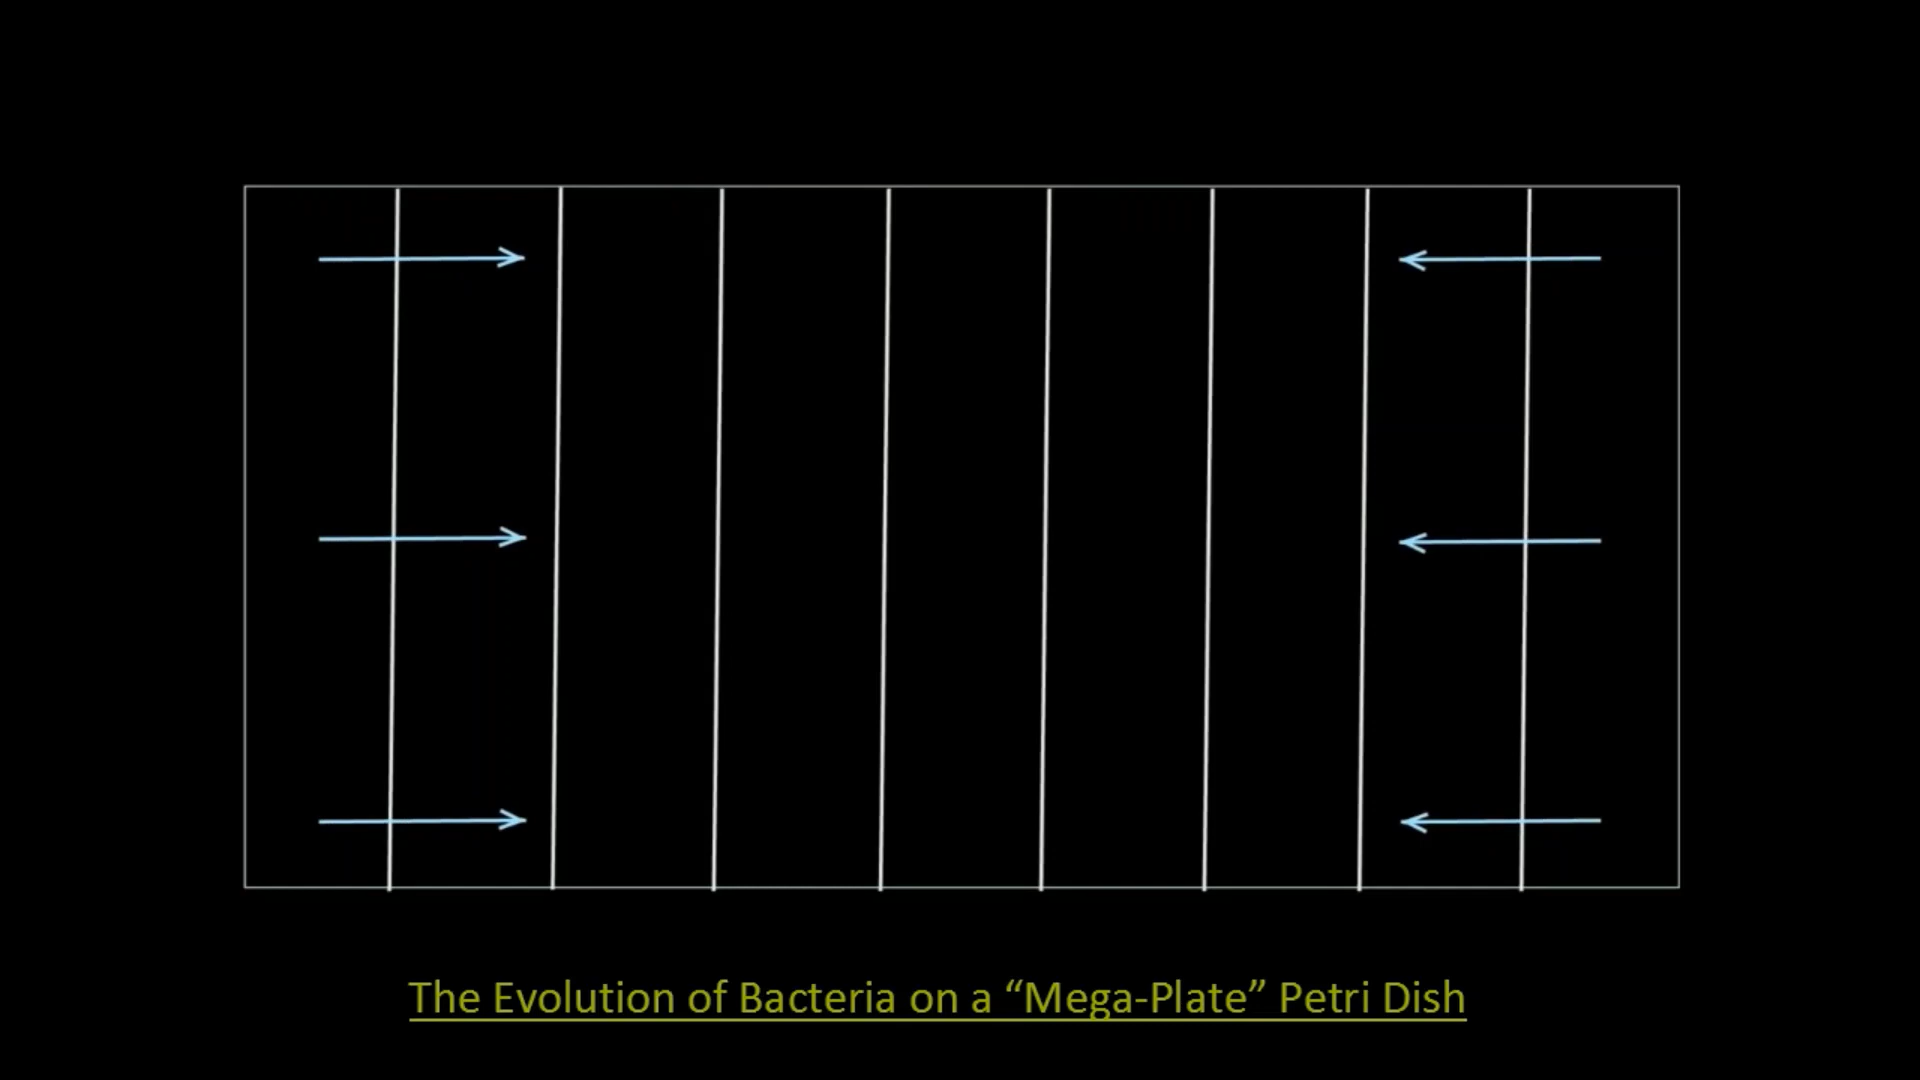 The Evolution of Bacteria on a “Mega-Plate” Petri Dish